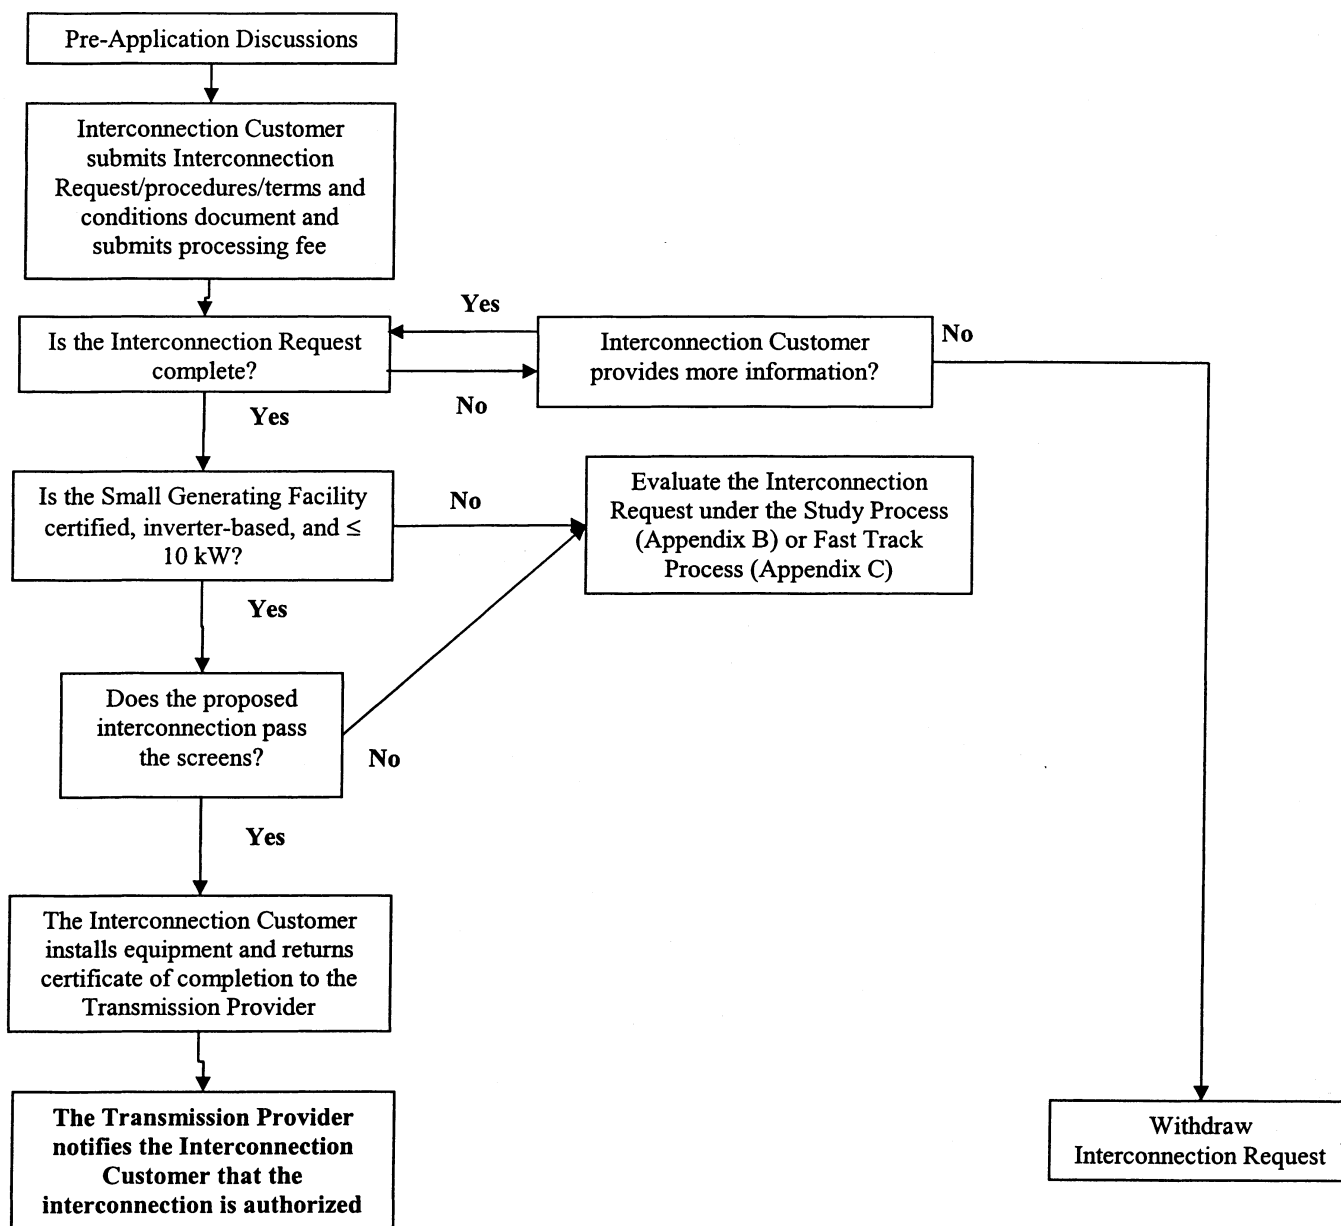 Pre-Application Discussions
Interconnection Customer
submits Interconnection
Request/procedures/terms and
conditions document and
submits processing fee
Yes
Is the Interconnection Request
complete?
Interconnection Customer
provides more information?
No
No
Yes
Is the Small Generating Facility
certified, inverter-based, and ≤
10 kW?
No
Evaluate the Interconnection
Request under the Study Process
(Appendix B) or Fast Track
Process (Appendix C)
Yes
Does the proposed
interconnection pass
the screens?
No
Yes
The Interconnection Customer
installs equipment and returns
certificate of completion to the
Transmission Provider
The Transmission Provider
notifies the Interconnection
Customer that the
interconnection is authorized
Withdraw
Interconnection Request